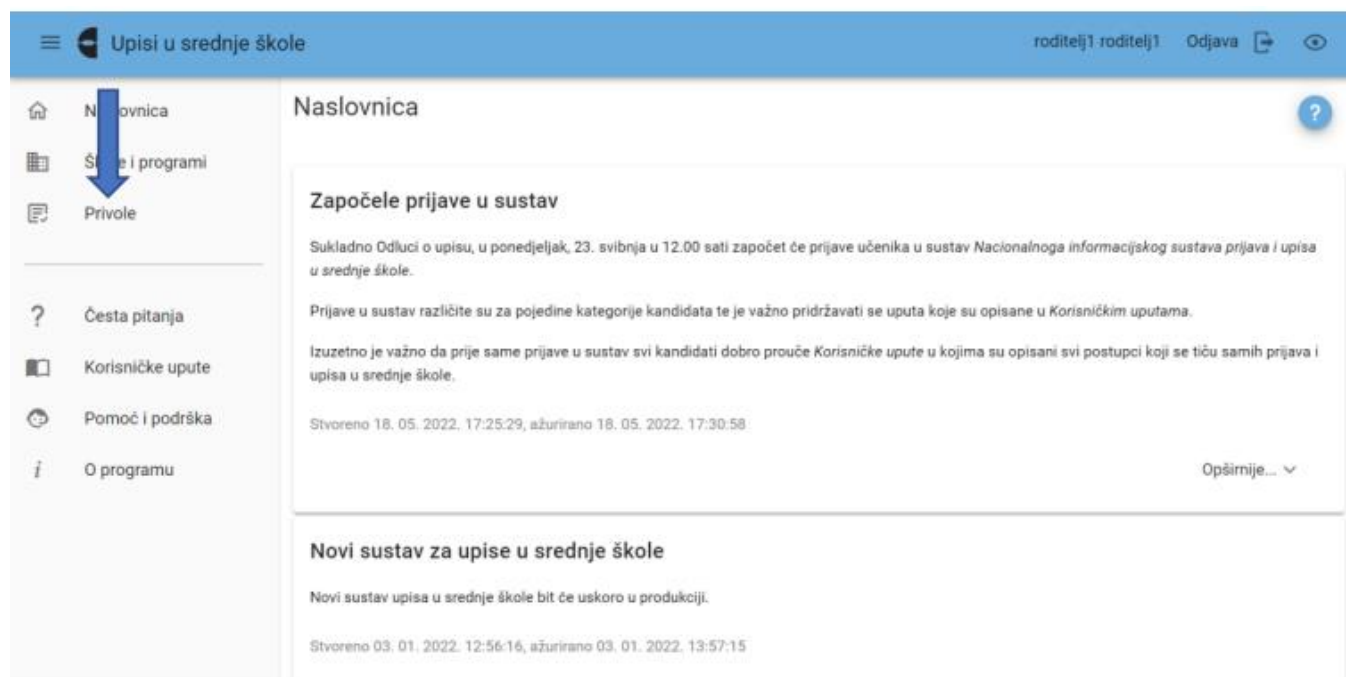 Upisi u srednje škole
roditelj1 roditelj1 Odjava
Naslovnica
i programi
Privole
Česta pitanja
Korisničke upute
Pomoć i podrška
O programu
Naslovnica
?
Započele prijave u sustav
Sukladno Odluci o upisu, u ponedjeljak, 23. svibnja u 12.00 sati započet će prijave učenika u sustav Nacionalnoga informacijskog sustava prijava i upisa
u srednje škole.
Prijave u sustav različite su za pojedine kategorije kandidata te je važno pridržavati se uputa koje su opisane u Korisničkim uputama.
Izuzetno je važno da prije same prijave u sustav svi kandidati dobro prouče Korisničke upute u kojima su opisani svi postupci koji se tiču samih prijava i
upisa u srednje škole.
Stvoreno 18. 05. 2022. 17:25:29, ažurirano 18. 05. 2022. 17:30:58
Opširnije...
Novi sustav za upise u srednje škole
Novi sustav upisa u srednje škole bit će uskoro u produkciji.
Stvoreno 03. 01. 2022. 12:56:16, ažurirano 03. 01. 2022. 13:57:15